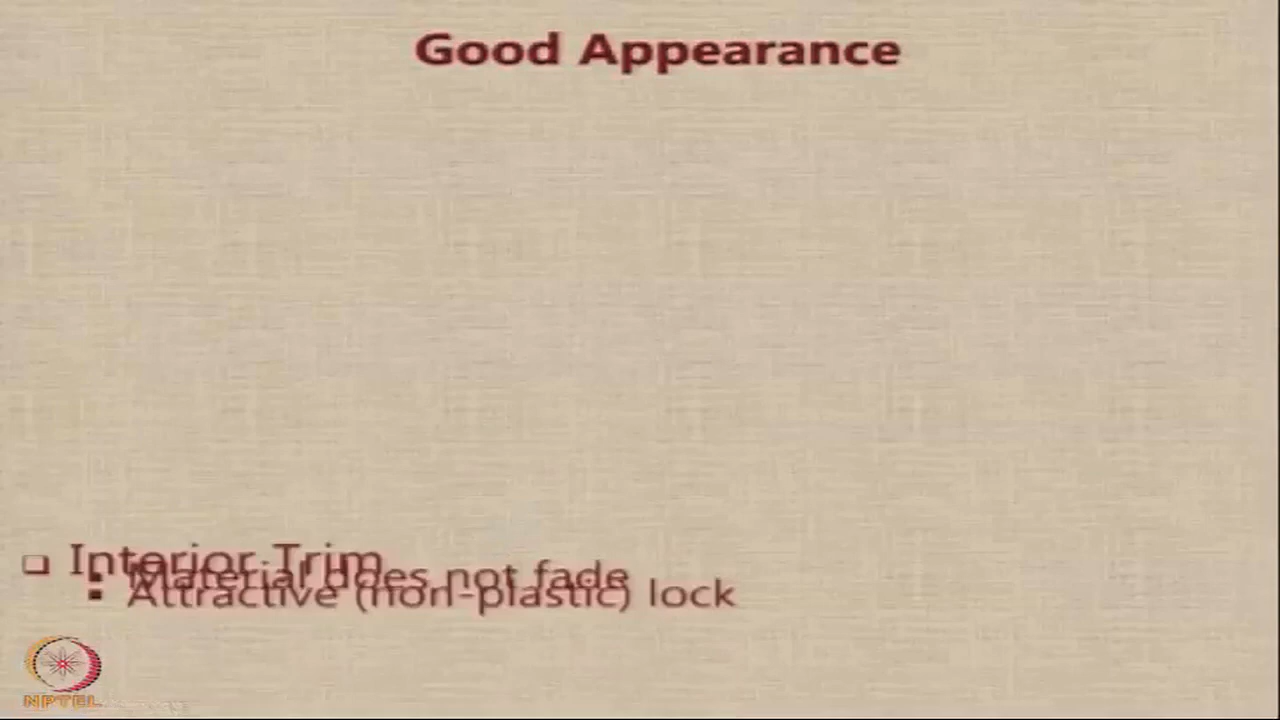 Good Appearance
Interior Trim
Material does not fade
Attractive (non-plastic) lock
NPTEL